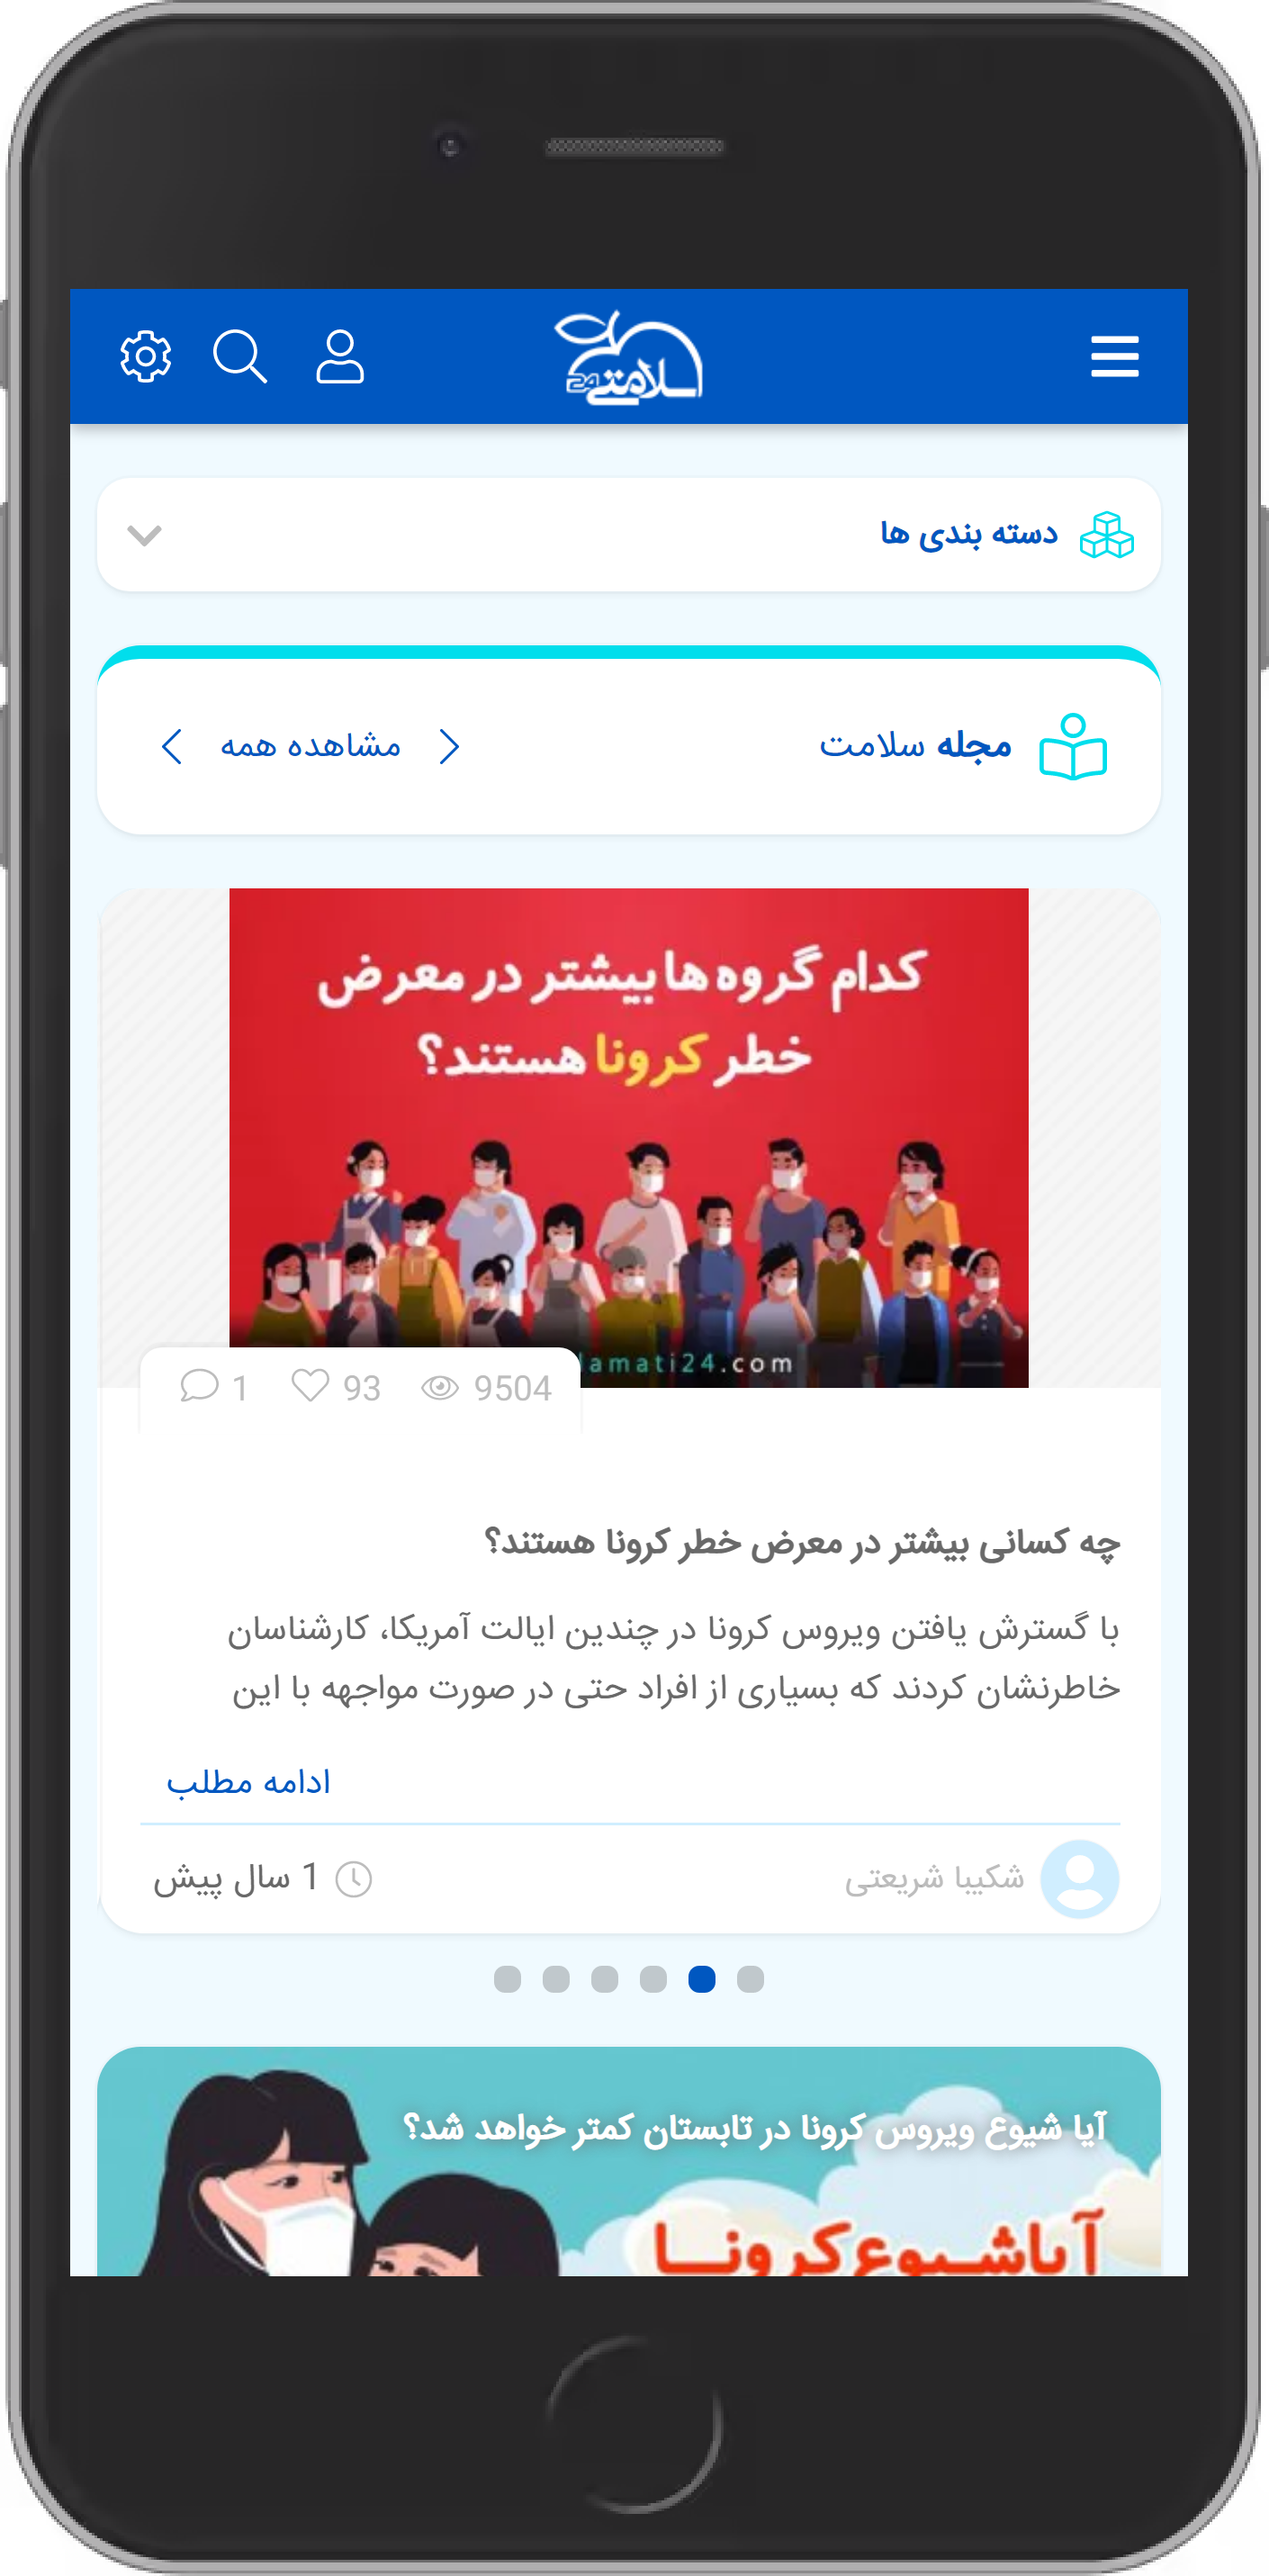 سلامتی 24
دسته بندی ها
مجله سلامت
مشاهده همه
کدام گروه ها بیشتر در معرض
خطر کرونا هستند؟
lamati24.com
1 93 9504
چه کسانی بیشتر در معرض خطر کرونا هستند؟
با گسترش یافتن ویروس کرونا در چندین ایالت آمریکا، کارشناسان
خاطرنشان کردند که بسیاری از افراد حتی در صورت مواجهه با این
ادامه مطلب
شکیبا شریعتی
1 سال پیش
آیا شیوع ویروس کرونا در تابستان کمتر خواهد شد؟
آیا شیوع کرونا